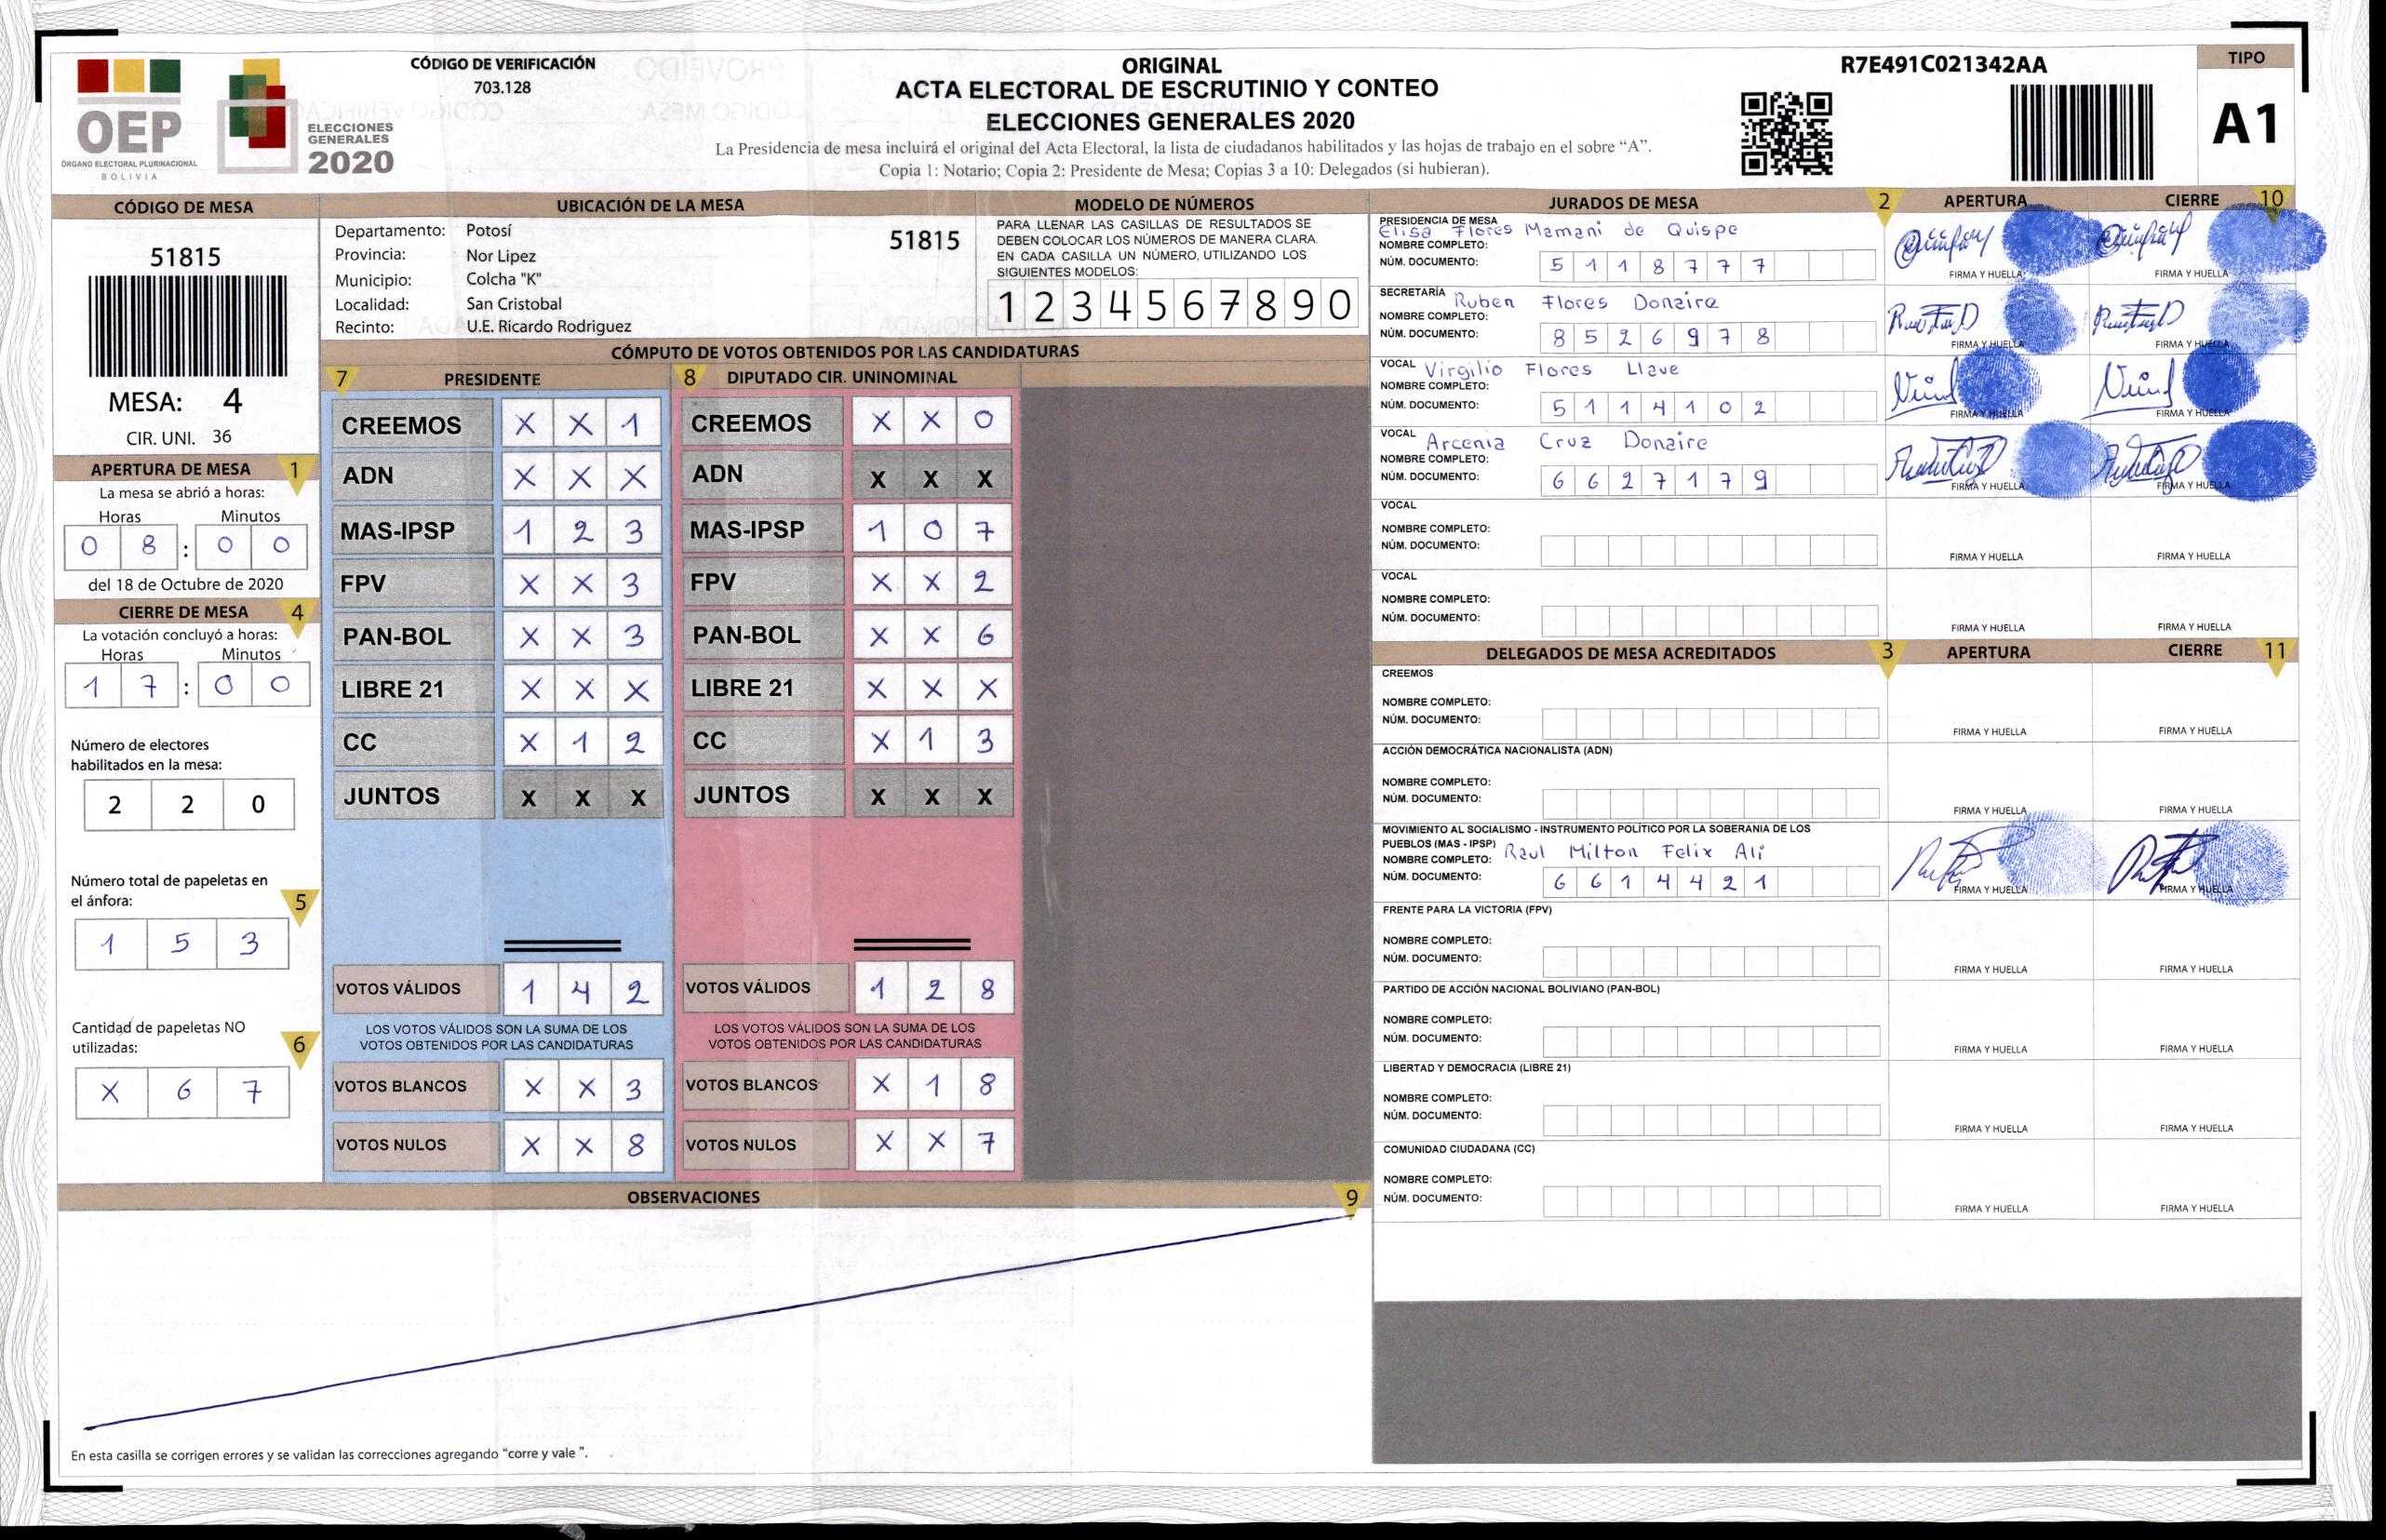 CÓDIGO DE VERIFICACIÓN
703.128
ORIGINAL
ACTA ELECTORAL DE ESCRUTINIO Y CONTEO
ELECCIONES GENERALES 2020
La Presidencia de mesa incluirá el original del Acta Electoral, la lista de ciudadanos habilitados y las hojas de trabajo en el sobre “A”.
Copia 1: Notario; Copia 2: Presidente de Mesa; Copias 3 a 10: Delegados (si hubieran).
R7E491C021342AA
TIPO
A1
OEP
ÓRGANO ELECTORAL PLURINACIONAL
BOLIVIA
ELECCIONES
GENERALES
2020
CÓDIGO DE MESA
51815
MESA: 4
CIR. UNI. 36
APERTURA DE MESA 1
La mesa se abrió a horas:
Horas Minutos
0 8 : 0 0
del 18 de Octubre de 2020
CIERRE DE MESA 4
La votación concluyó a horas:
Horas Minutos
1 7 : 0 0
Número de electores
habilitados en la mesa:
2 2 0
Número total de papeletas en
el ánfora: 5
1 5 3
Cantidad de papeletas NO
utilizadas: 6
X 6 7
UBICACIÓN DE LA MESA
Departamento: Potosí
51815
Provincia: Nor Lipez
Municipio: Colcha "K"
Localidad: San Cristobal
Recinto: U.E. Ricardo Rodriguez
MODELO DE NÚMEROS
PARA LLENAR LAS CASILLAS DE RESULTADOS SE
DEBEN COLOCAR LOS NÚMEROS DE MANERA CLARA.
EN CADA CASILLA UN NÚMERO, UTILIZANDO LOS
SIGUIENTES MODELOS:
1 2 3 4 5 6 7 8 9 0
CÓMPUTO DE VOTOS OBTENIDOS POR LAS CANDIDATURAS
7 PRESIDENTE
CREEMOS X X 1
ADN X X X
MAS-IPSP 1 2 3
FPV X X 3
PAN-BOL X X 3
LIBRE 21 X X X
CC X 1 2
JUNTOS X X X
VOTOS VÁLIDOS 1 4 2
LOS VOTOS VÁLIDOS SON LA SUMA DE LOS
VOTOS OBTENIDOS POR LAS CANDIDATURAS
VOTOS BLANCOS X X 3
VOTOS NULOS X X 8
8 DIPUTADO CIR. UNINOMINAL
CREEMOS X X 0
ADN X X X
MAS-IPSP 1 0 7
FPV X X 2
PAN-BOL X X 6
LIBRE 21 X X X
CC X 1 3
JUNTOS X X X
VOTOS VÁLIDOS 1 2 8
LOS VOTOS VÁLIDOS SON LA SUMA DE LOS
VOTOS OBTENIDOS POR LAS CANDIDATURAS
VOTOS BLANCOS X 1 8
VOTOS NULOS X X 7
OBSERVACIONES 9
En esta casilla se corrigen errores y se validan las correcciones agregando “corre y vale ”.
JURADOS DE MESA 2 APERTURA CIERRE 10
PRESIDENCIA DE MESA
Elisa Flores Mamani de Quispe
NOMBRE COMPLETO:
NÚM. DOCUMENTO: 5 1 1 8 7 7 7
FIRMA Y HUELLA FIRMA Y HUELLA
SECRETARÍA Ruben Flores Donaire
NOMBRE COMPLETO:
NÚM. DOCUMENTO: 8 5 2 6 9 7 8
FIRMA Y HUELLA FIRMA Y HUELLA
VOCAL Virgilio Flores Llave
NOMBRE COMPLETO:
NÚM. DOCUMENTO: 5 1 1 4 1 0 2
FIRMA Y HUELLA FIRMA Y HUELLA
VOCAL Arcenia Cruz Donaire
NOMBRE COMPLETO:
NÚM. DOCUMENTO: 6 6 2 7 1 7 9
FIRMA Y HUELLA FIRMA Y HUELLA
VOCAL
NOMBRE COMPLETO:
NÚM. DOCUMENTO:
FIRMA Y HUELLA FIRMA Y HUELLA
VOCAL
NOMBRE COMPLETO:
NÚM. DOCUMENTO:
FIRMA Y HUELLA FIRMA Y HUELLA
DELEGADOS DE MESA ACREDITADOS 3 APERTURA CIERRE 11
CREEMOS
NOMBRE COMPLETO:
NÚM. DOCUMENTO:
FIRMA Y HUELLA FIRMA Y HUELLA
ACCIÓN DEMOCRÁTICA NACIONALISTA (ADN)
NOMBRE COMPLETO:
NÚM. DOCUMENTO:
FIRMA Y HUELLA FIRMA Y HUELLA
MOVIMIENTO AL SOCIALISMO - INSTRUMENTO POLÍTICO POR LA SOBERANIA DE LOS
PUEBLOS (MAS - IPSP)
NOMBRE COMPLETO: Raul Milton Felix Ali
NÚM. DOCUMENTO: 6 6 1 4 4 2 1
FIRMA Y HUELLA FIRMA Y HUELLA
FRENTE PARA LA VICTORIA (FPV)
NOMBRE COMPLETO:
NÚM. DOCUMENTO:
FIRMA Y HUELLA FIRMA Y HUELLA
PARTIDO DE ACCIÓN NACIONAL BOLIVIANO (PAN-BOL)
NOMBRE COMPLETO:
NÚM. DOCUMENTO:
FIRMA Y HUELLA FIRMA Y HUELLA
LIBERTAD Y DEMOCRACIA (LIBRE 21)
NOMBRE COMPLETO:
NÚM. DOCUMENTO:
FIRMA Y HUELLA FIRMA Y HUELLA
COMUNIDAD CIUDADANA (CC)
NOMBRE COMPLETO:
NÚM. DOCUMENTO:
FIRMA Y HUELLA FIRMA Y HUELLA